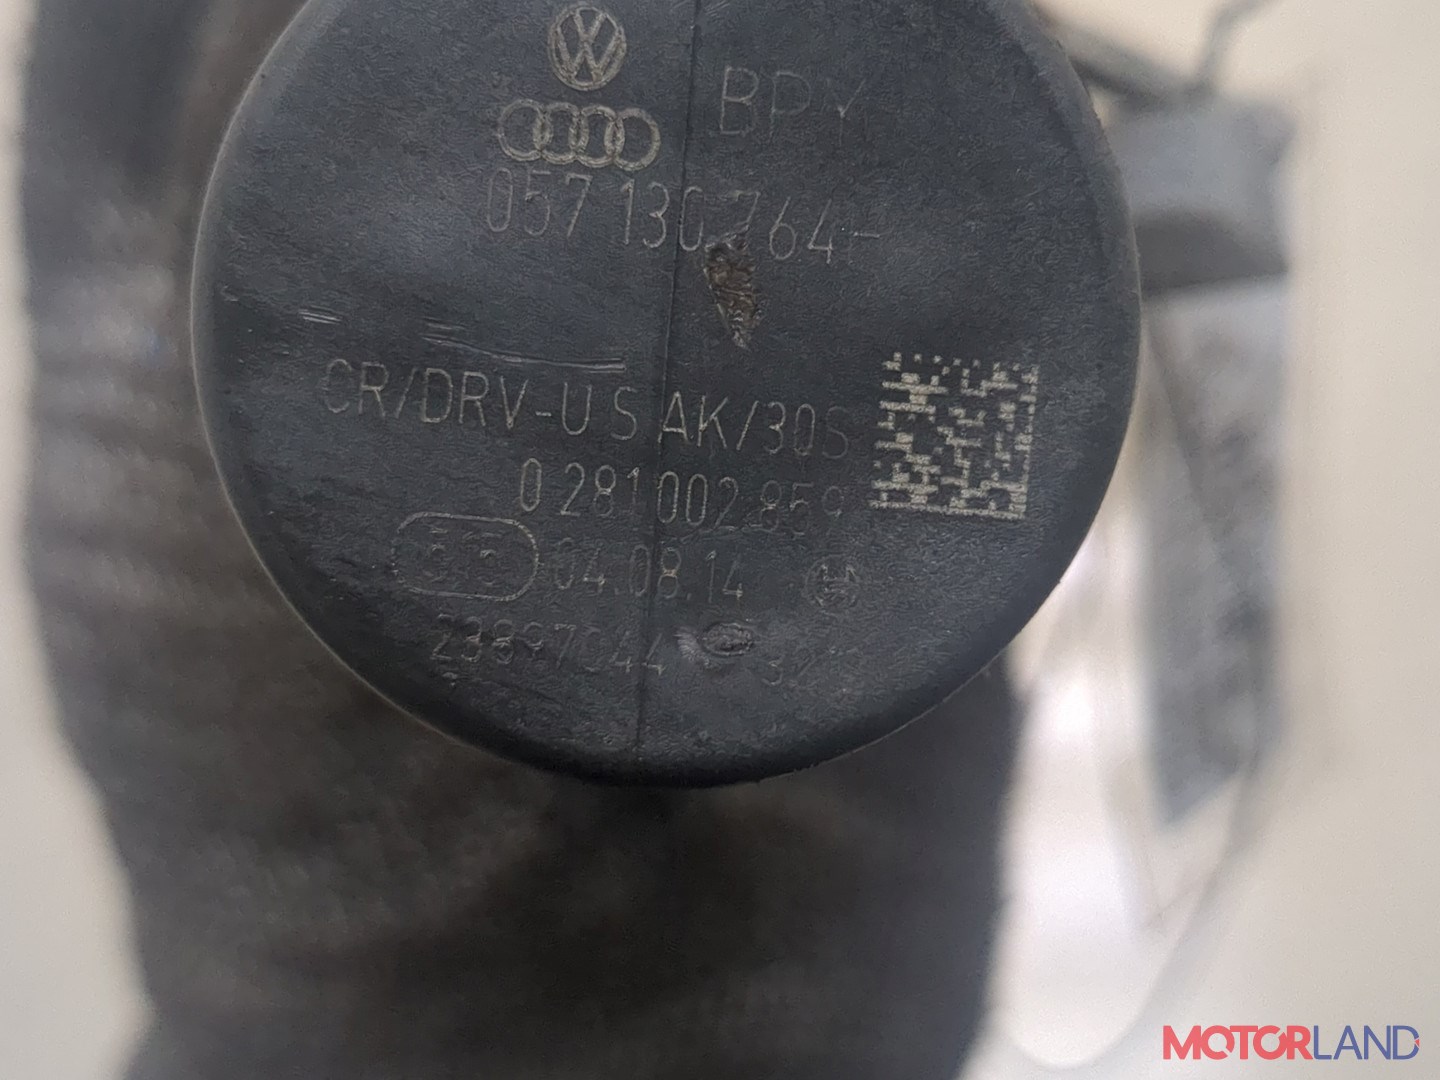 BPY
057 130 764
CR/DRV-U S AK/30S
0 281 002 859
04.08.14
MOTORLAND